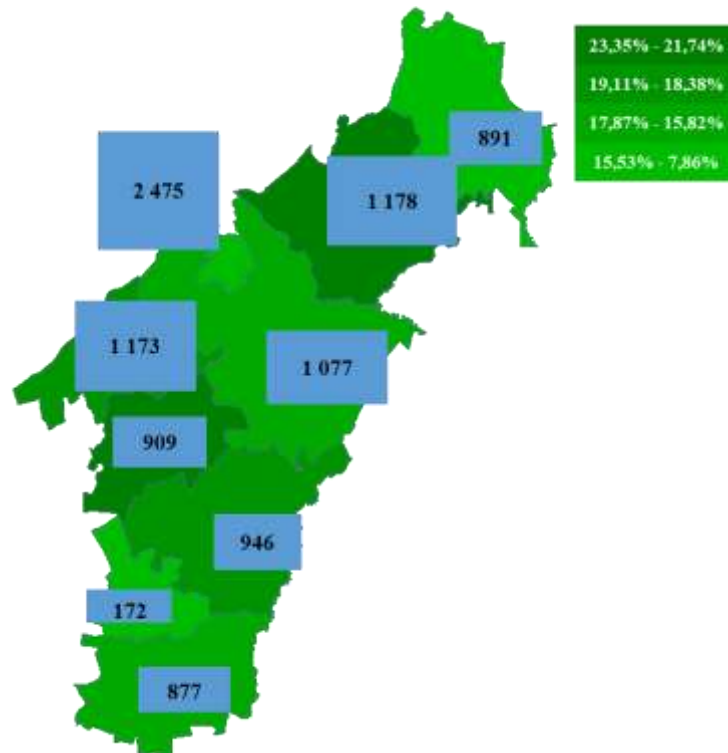 23,35% - 21,74%
19,11% - 18,38%
17,87% - 15,82%
15,53% - 7,86%
891
2 475
1 178
1 173
1 077
909
946
172
877